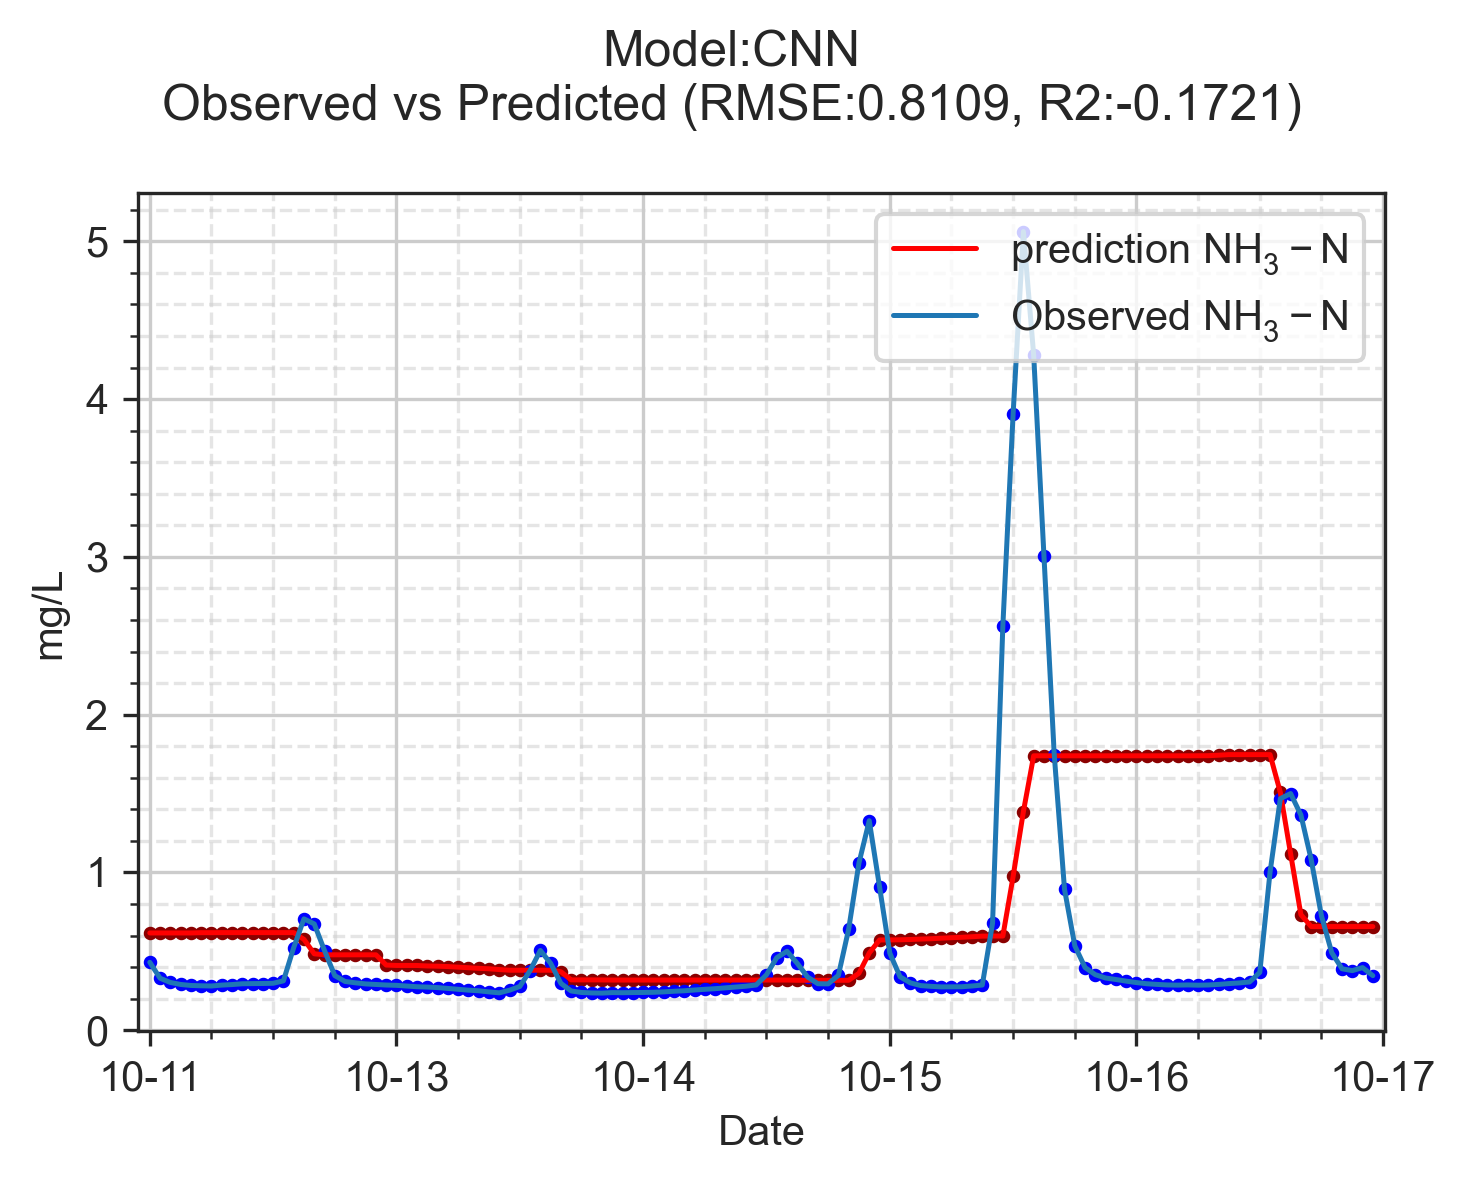 Model:CNN
Observed vs Predicted (RMSE:0.8109, R2:-0.1721)
prediction NH₃ − N
Observed NH₃ − N
5
4
3
2
1
0
mg/L
10-11 10-13 10-14 10-15 10-16 10-17
Date